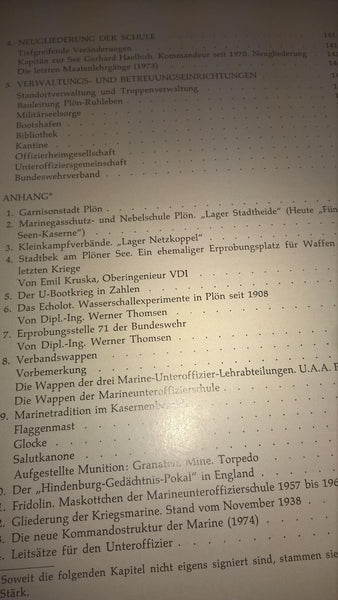 4. NEUGLIEDERUNG DER SCHULE 141
Tiefgreifende Veränderungen 141
Kapitän zur See Gerhard Haelbich, Kommandeur seit 1970. Neugliederung
Die letzten Maatenlehrgänge (1973)
5. VERWALTUNGS- UND BETREUUNGSEINRICHTUNGEN
Standortverwaltung und Truppenverwaltung
Bauleitung Plön-Ruhleben
Militärseelsorge
Bootshafen
Bibliothek
Kantine
Offizierheimgesellschaft
Unteroffiziersgemeinschaft
Bundeswehrverband
ANHANG*
1. Garnisonstadt Plön
2. Marinegasschutz- und Nebelschule Plön. „Lager Stadtheide" (Heute „Fün
Seen-Kaserne")
3. Kleinkampfverbände. „Lager Netzkoppel"
4. Stadtbek am Plöner See. Ein ehemaliger Erprobungsplatz für Waffen
letzten Kriege
Von Emil Kruska, Oberingenieur VDI
5. Der U-Bootkrieg in Zahlen
6. Das Echolot. Wasserschallexperimente in Plön seit 1908
Von Dipl.-Ing. Werner Thomsen
7. Erprobungsstelle 71 der Bundeswehr
Von Dipl.-Ing. Werner Thomsen
8. Verbandswappen
Vorbemerkung
Die Wappen der drei Marine-Unteroffizier-Lehrabteilungen. U.A.A. F
Die Wappen der Marineunteroffizierschule
9. Marinetradition im Kasernenbereich
Flaggenmast
Glocke
Salutkanone
Aufgestellte Munition: Granaten. Mine. Torpedo
0. Der „Hindenburg-Gedächtnis-Pokal" in England
1. Fridolin. Maskottchen der Marineunteroffizierschule 1957 bis 196
2. Gliederung der Kriegsmarine. Stand vom November 1938
3. Die neue Kommandostruktur der Marine (1974)
Leitsätze für den Unteroffizier
Soweit die folgenden Kapitel nicht eigens signiert sind, stammen sie
Stärk.